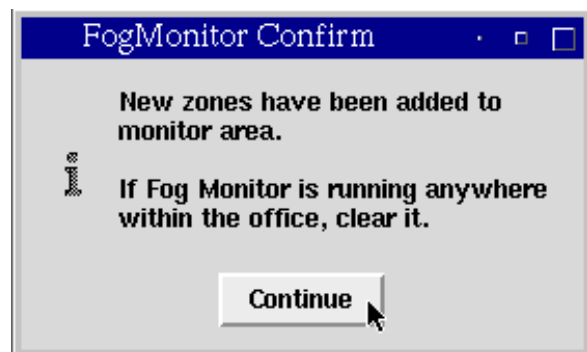 FogMonitor Confirm
New zones have been added to
monitor area.
If Fog Monitor is running anywhere
within the office, clear it.
Continue